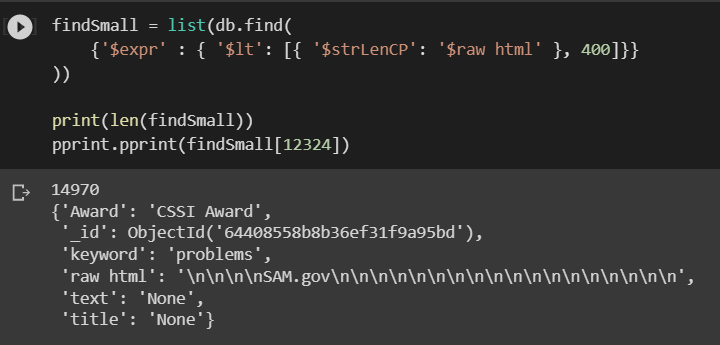 findSmall = list(db.find(
    {'$expr' : { '$lt': [{ '$strLenCP': '$raw html' }, 400]}}
))
print(len(findSmall))
pprint.pprint(findSmall[12324])
14970
{'Award': 'CSSI Award',
 '_id': ObjectId('64408558b8b36ef31f9a95bd'),
 'keyword': 'problems',
 'raw html': '\n\n\n\nSAM.gov\n\n\n\n\n\n\n\n\n\n\n\n\n\n\n\n\n\n',
 'text': 'None',
 'title': 'None'}